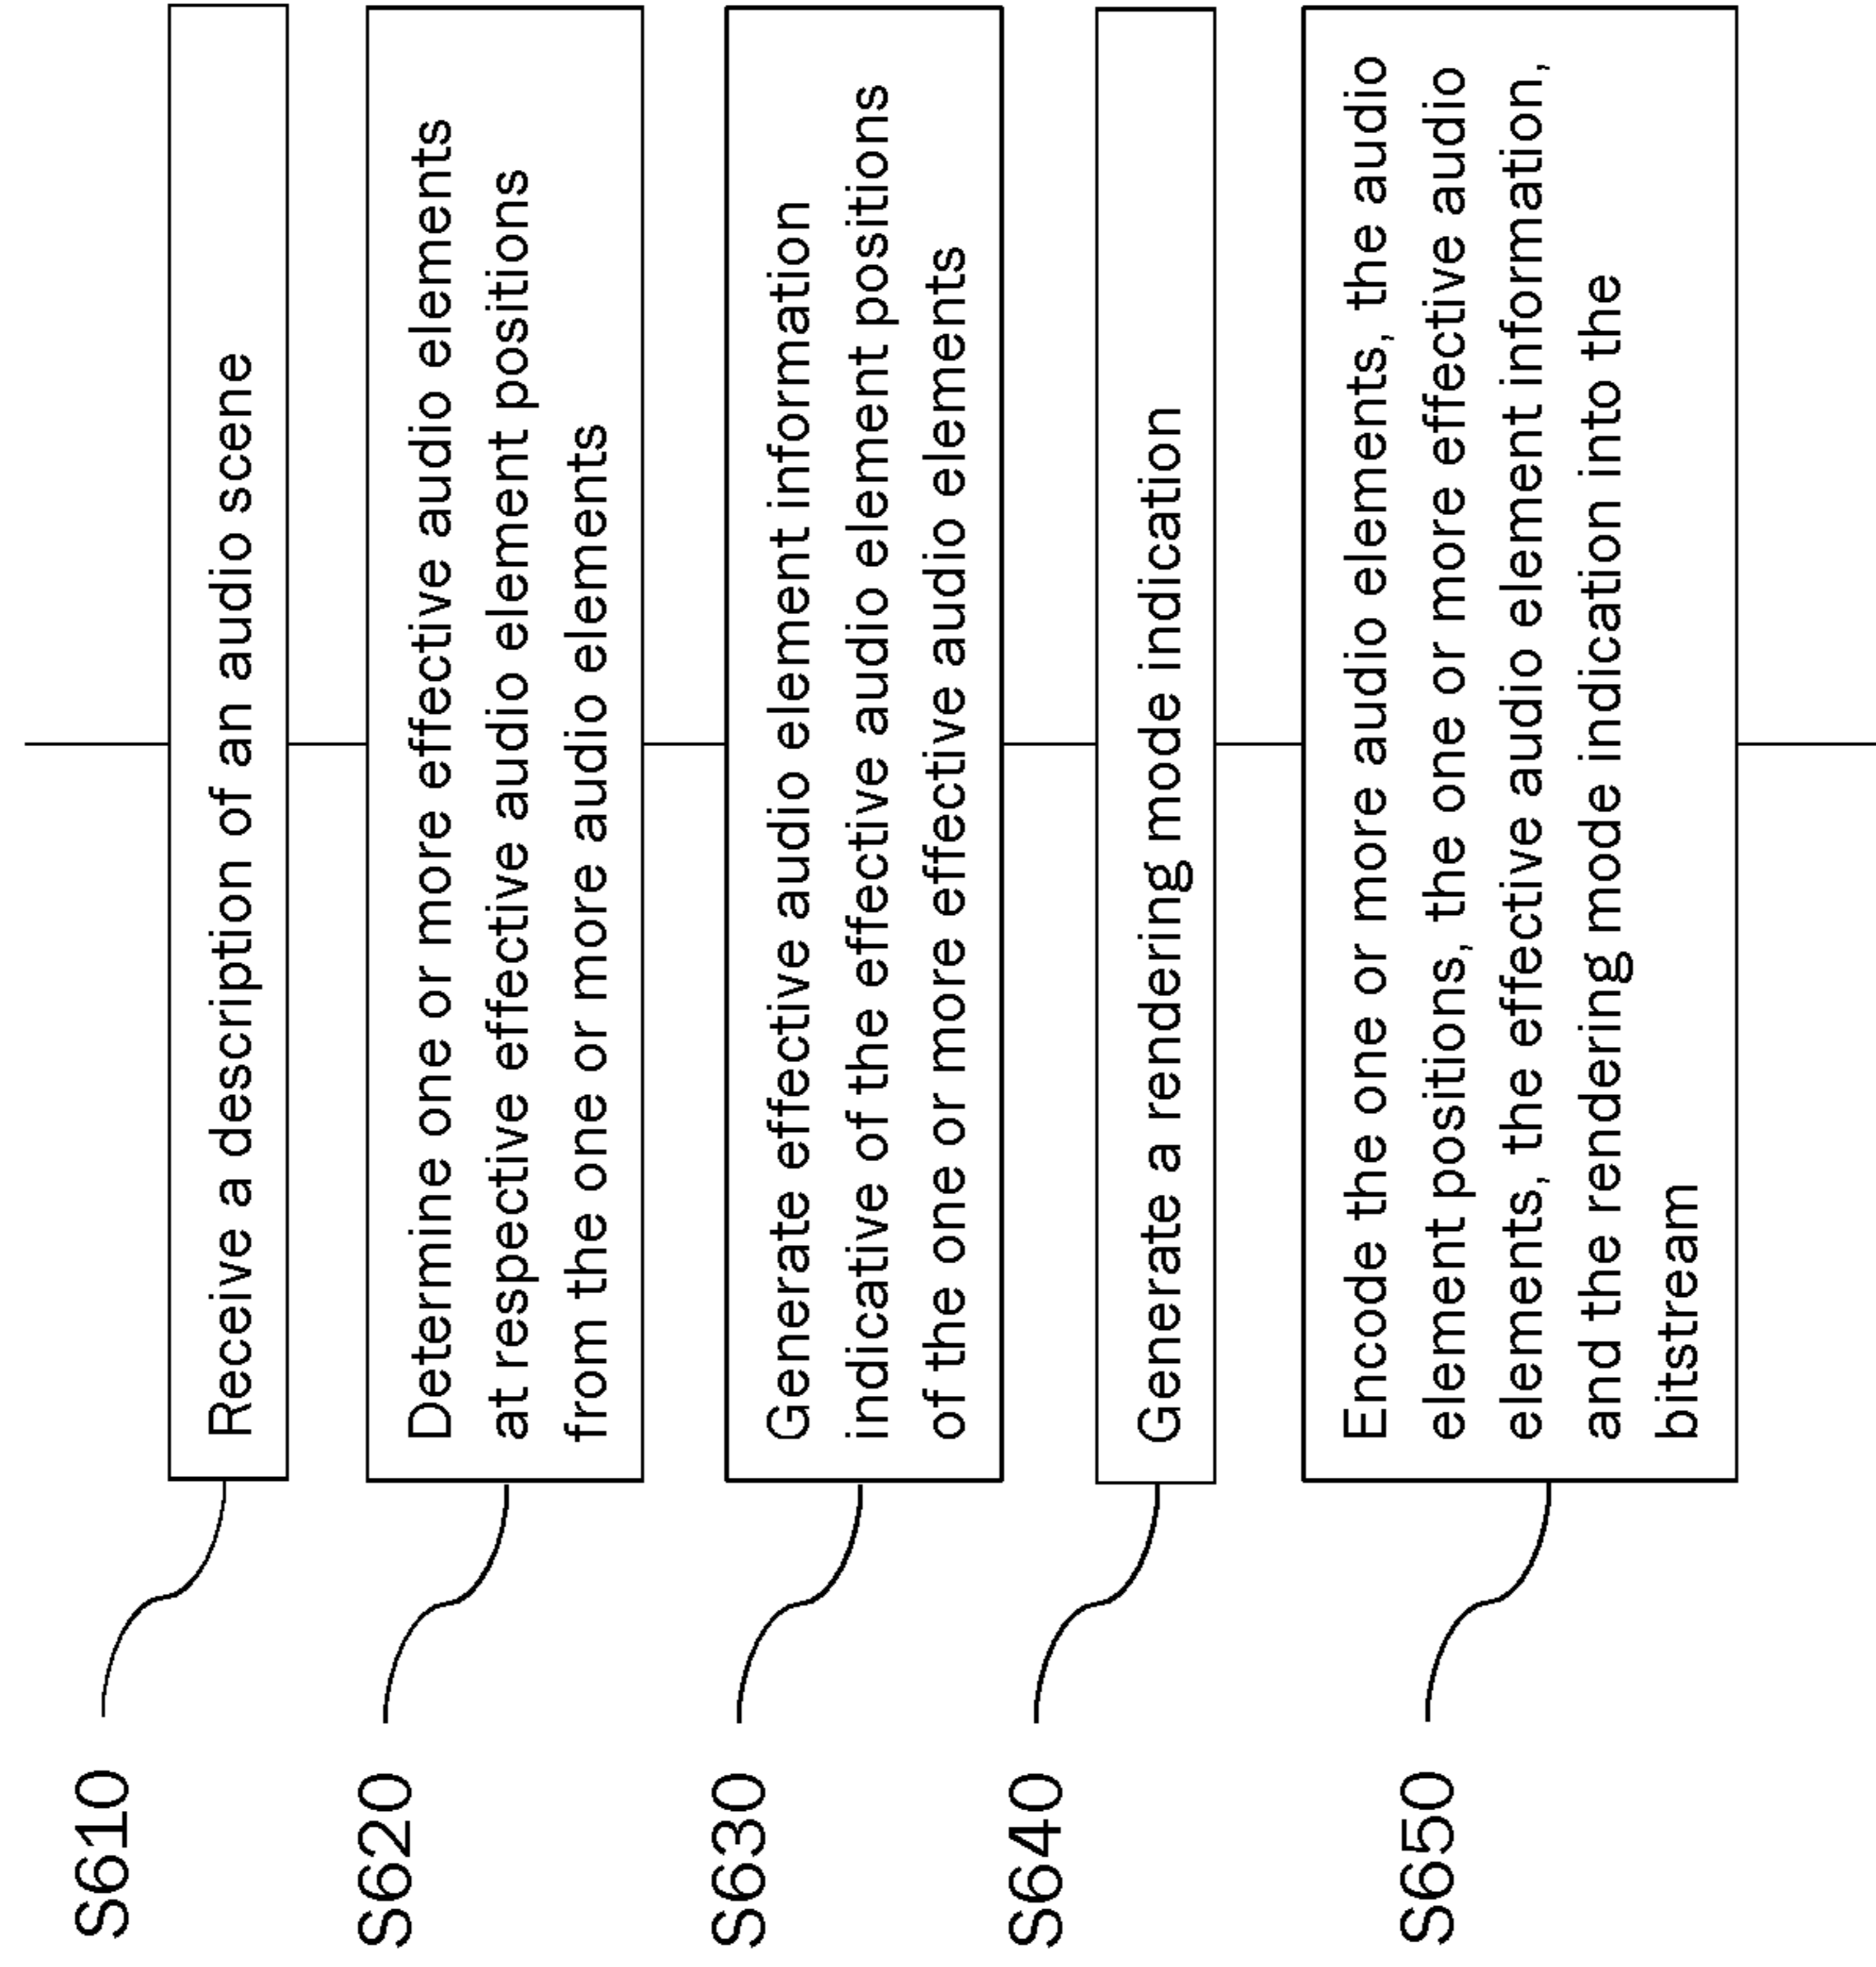 S610
Receive a description of an audio scene
S620
Determine one or more effective audio elements
at respective effective audio element positions
from the one or more audio elements
S630
Generate effective audio element information
indicative of the effective audio element positions
of the one or more effective audio elements
S640
Generate a rendering mode indication
S650
Encode the one or more audio elements, the audio
element positions, the one or more effective audio
elements, the effective audio element information,
and the rendering mode indication into the
bitstream